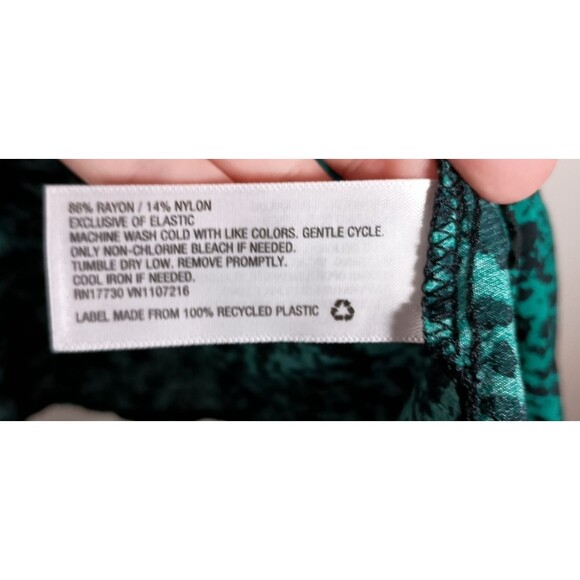 86% RAYON / 14% NYLON
EXCLUSIVE OF ELASTIC
MACHINE WASH COLD WITH LIKE COLORS. GENTLE CYCLE.
ONLY NON-CHLORINE BLEACH IF NEEDED.
TUMBLE DRY LOW. REMOVE PROMPTLY.
COOL IRON IF NEEDED.
RN17730 VN1107216
LABEL MADE FROM 100% RECYCLED PLASTIC